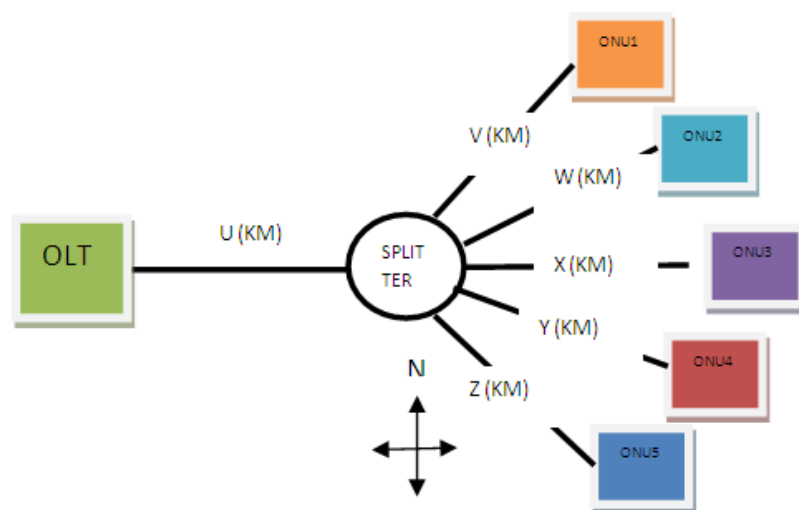 ONU1
V (KM)
ONU2
W (KM)
U (KM)
OLT
SPLIT
TER
X (KM)
ONU3
Y (KM)
N
Z (KM)
ONU4
ONU5